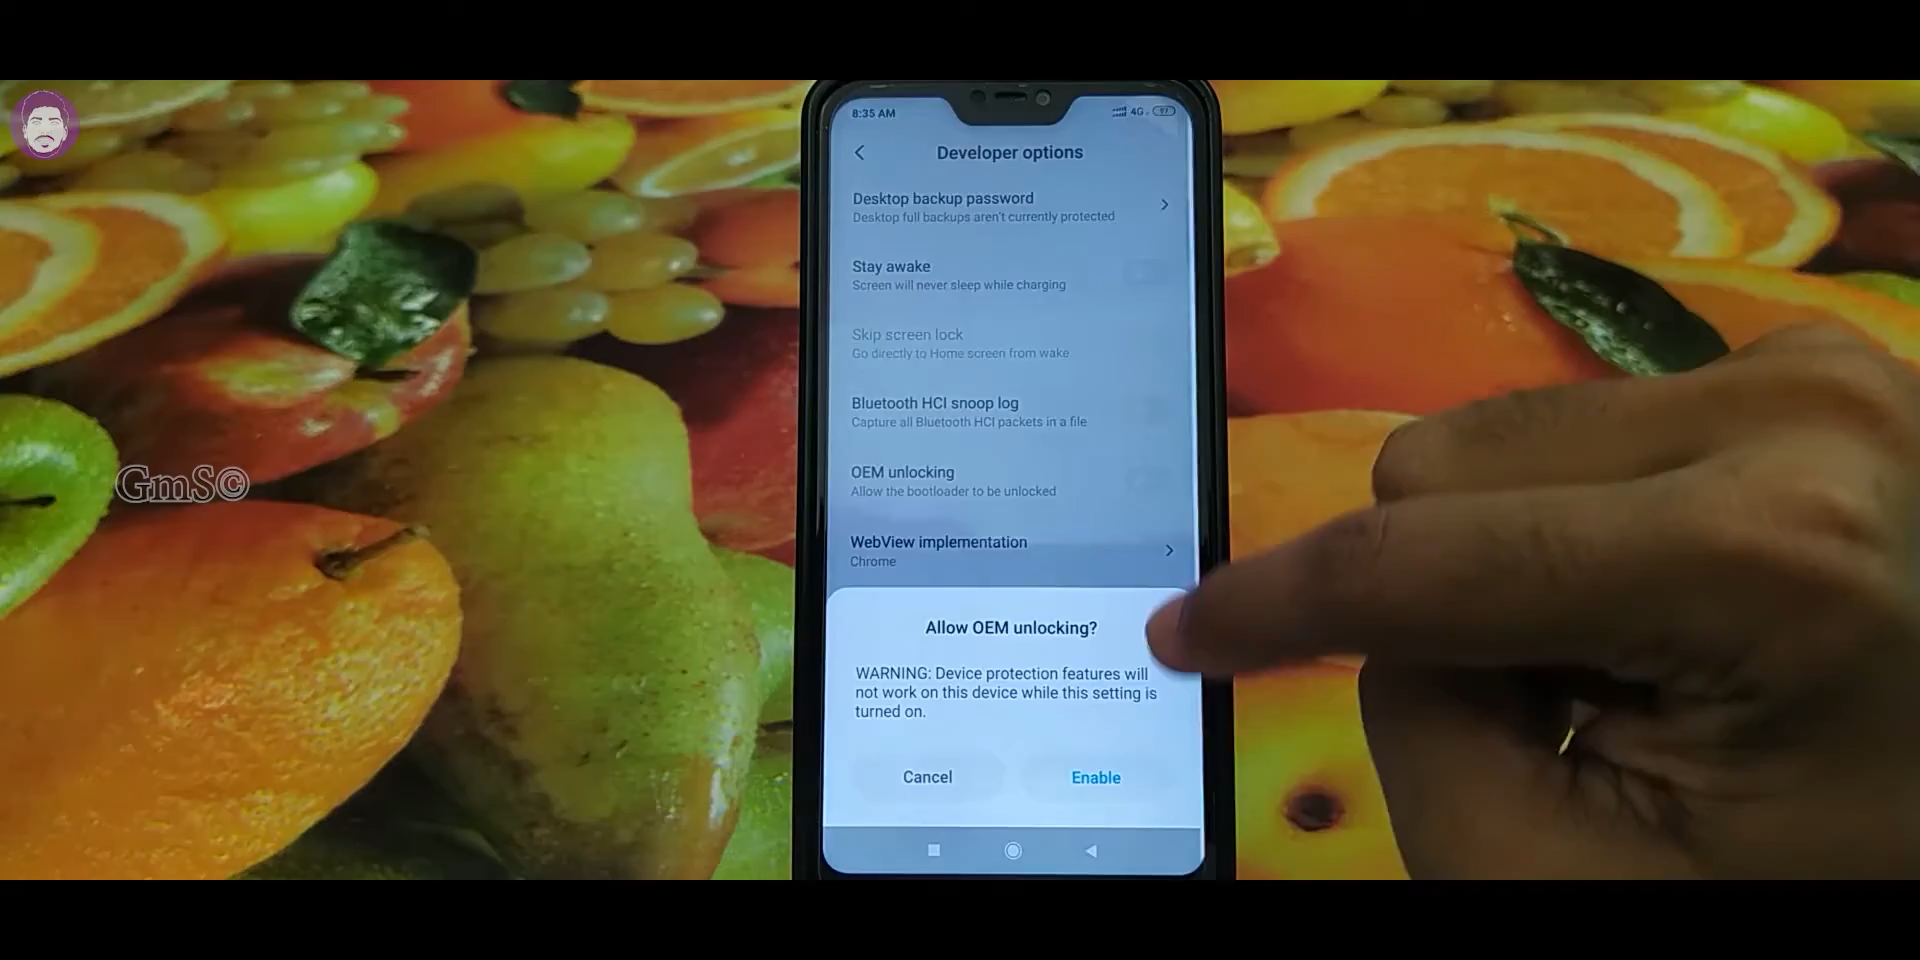 8:35 AM
4G
97
Developer options
Desktop backup password
Desktop full backups aren't currently protected
Stay awake
Screen will never sleep while charging
Skip screen lock
Go directly to Home screen from wake
Bluetooth HCI snoop log
Capture all Bluetooth HCI packets in a file
GmS©
OEM unlocking
Allow the bootloader to be unlocked
WebView implementation
Chrome
Allow OEM unlocking?
WARNING: Device protection features will
not work on this device while this setting is
turned on.
Cancel
Enable